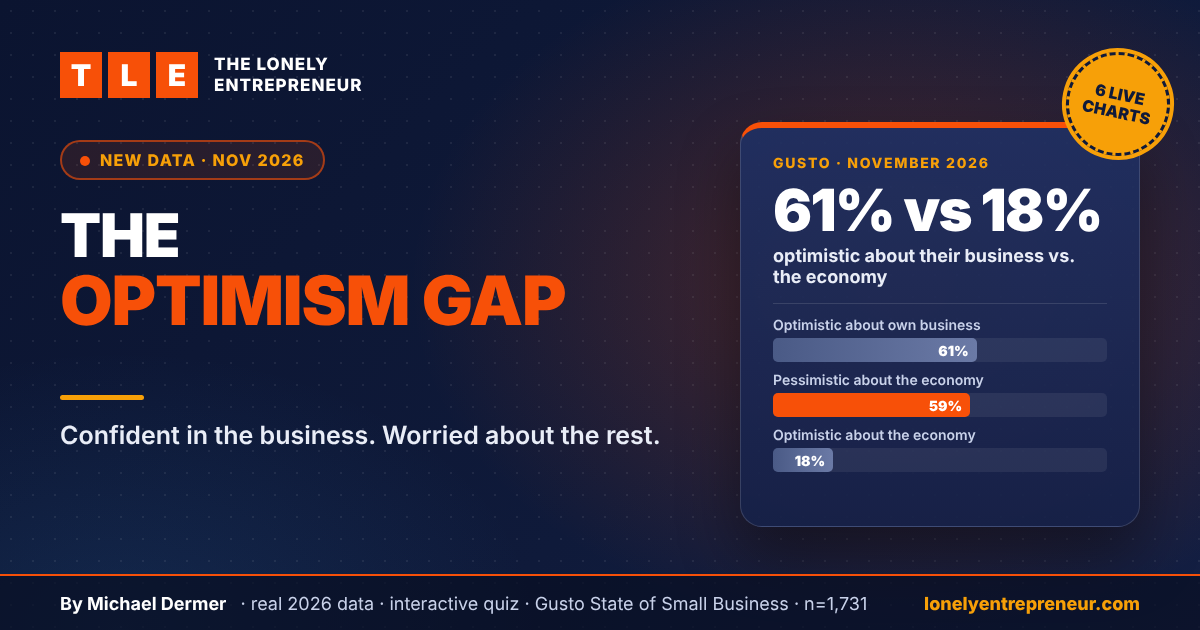 T L E
THE LONELY
ENTREPRENEUR
NEW DATA · NOV 2026
THE
OPTIMISM GAP
Confident in the business. Worried about the rest.
6 LIVE
CHARTS
GUSTO · NOVEMBER 2026
61% vs 18%
optimistic about their business vs.
the economy
Optimistic about own business
61%
Pessimistic about the economy
59%
Optimistic about the economy
18%
By Michael Dermer · real 2026 data · interactive quiz · Gusto State of Small Business · n=1,731
lonelyentrepreneur.com